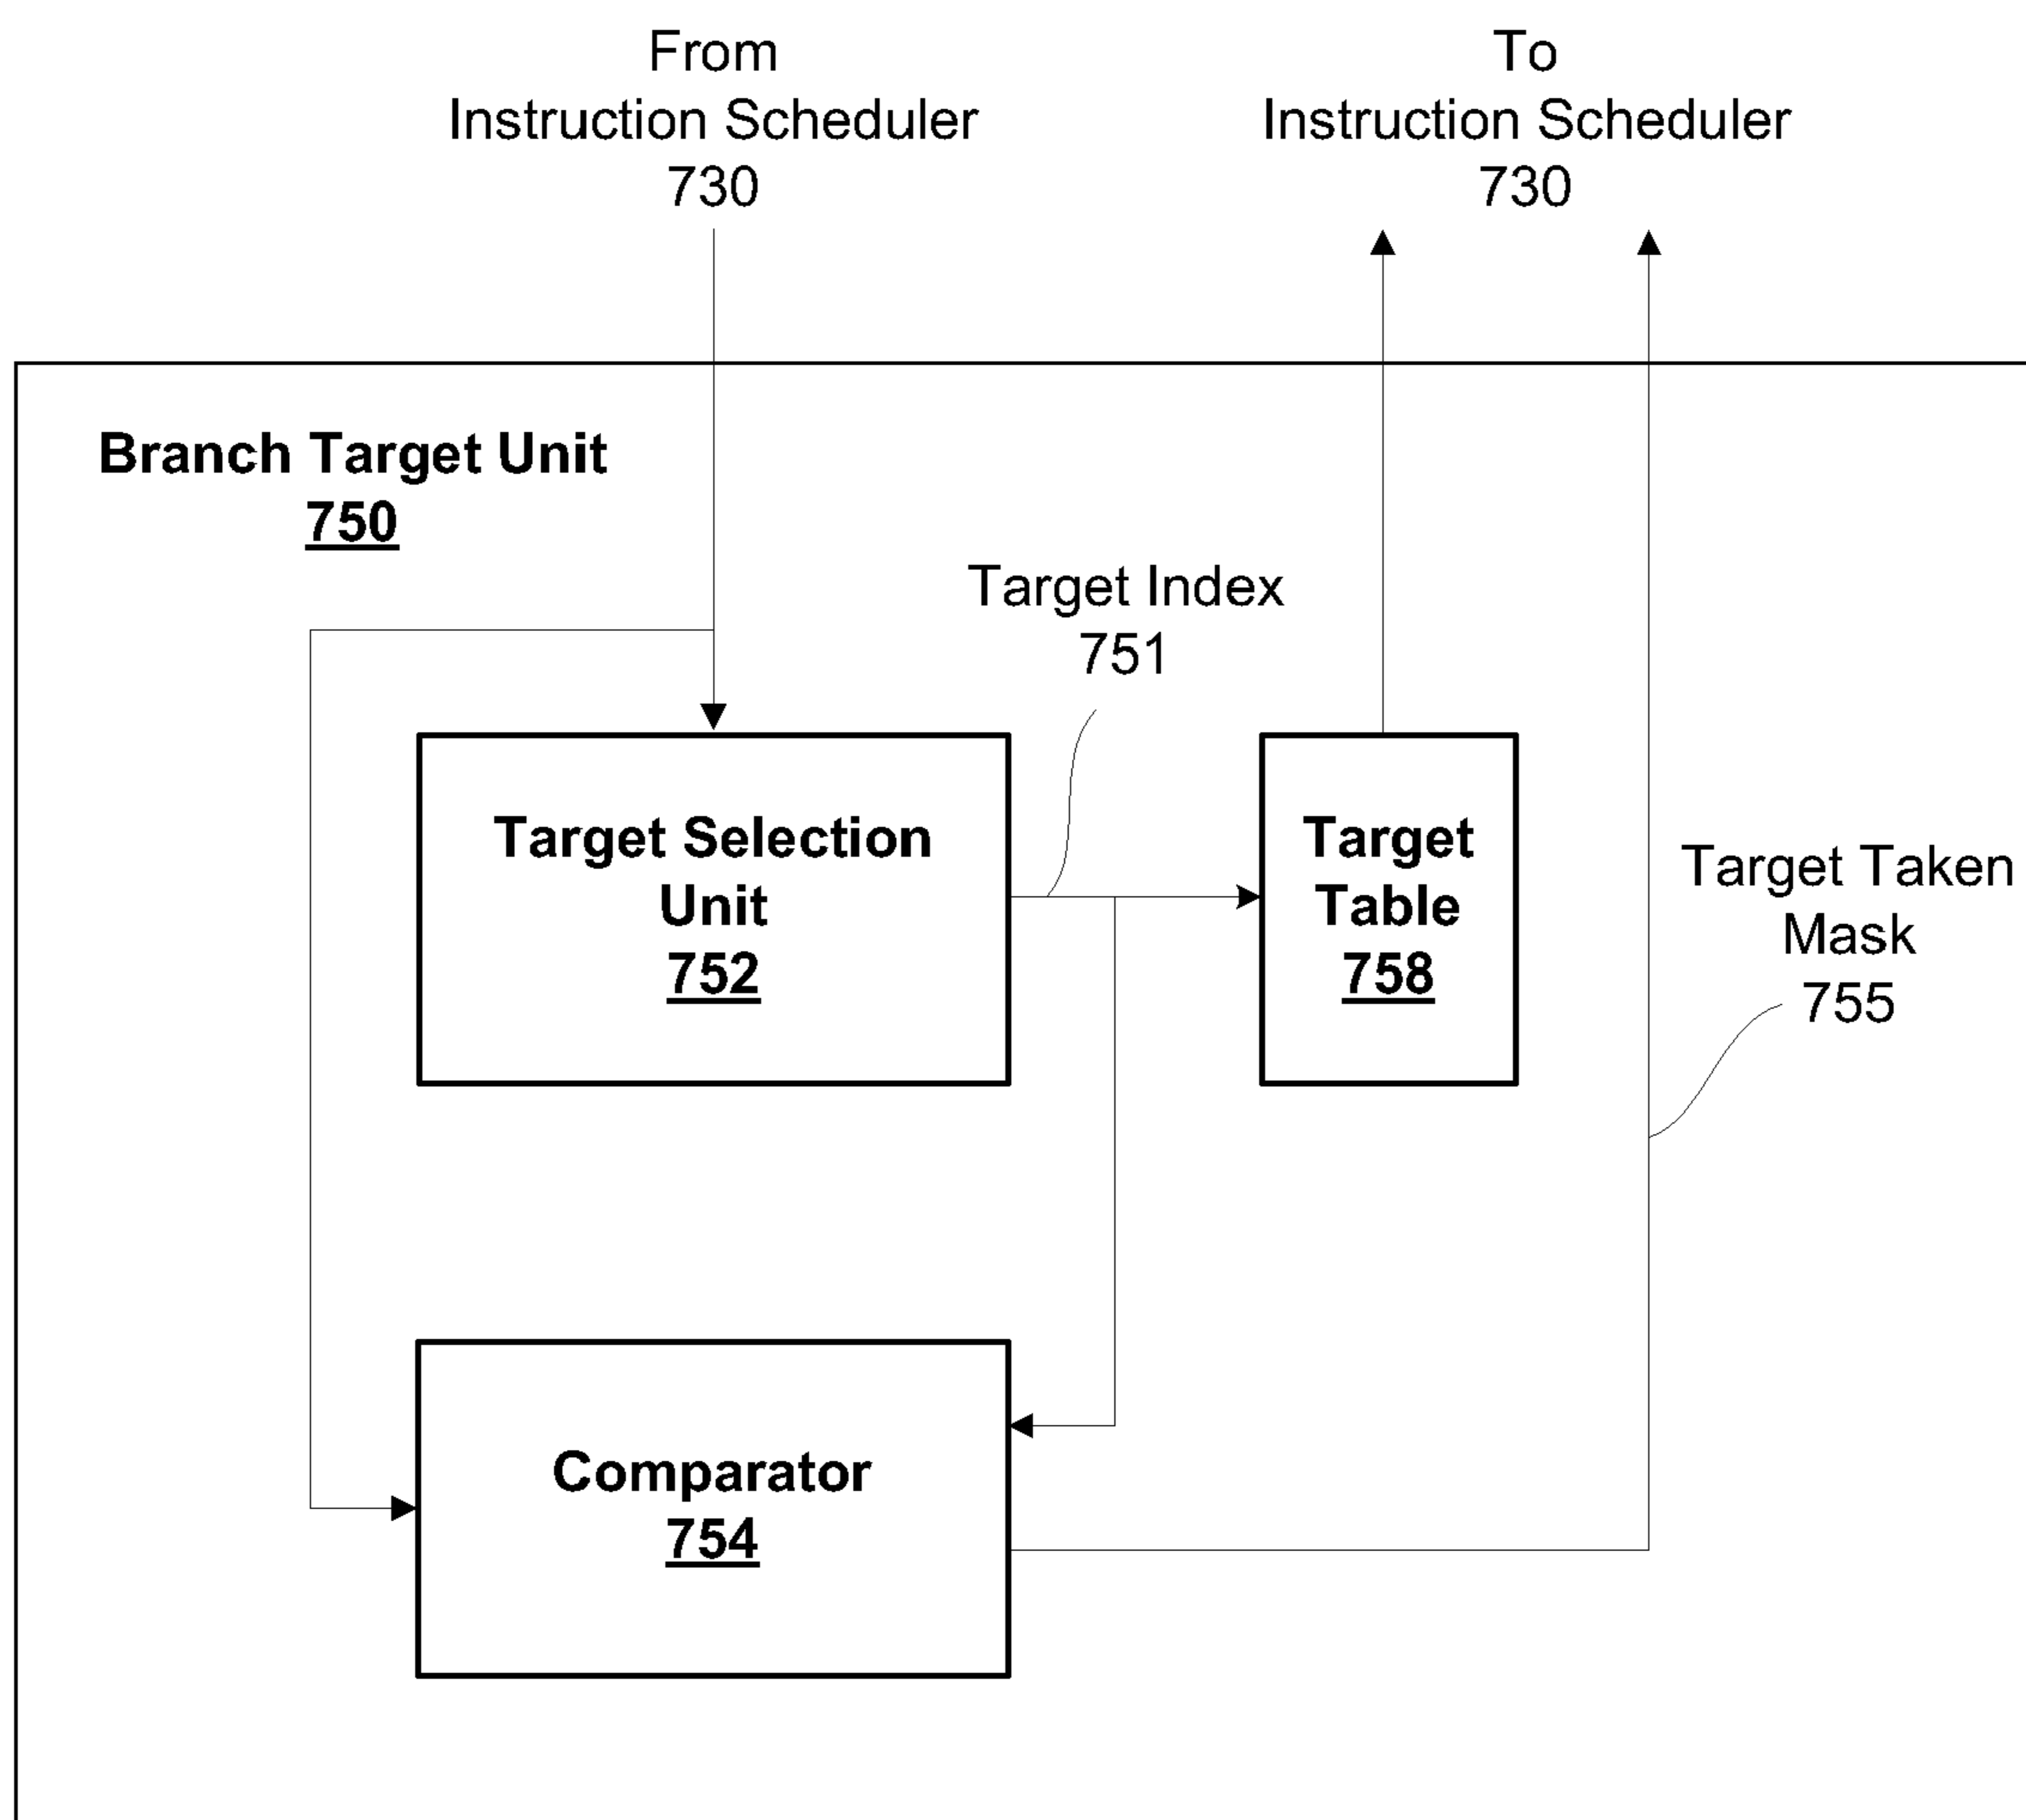 From
Instruction Scheduler
730
To
Instruction Scheduler
730
Branch Target Unit
750
Target Index
751
Target Selection
Unit
752
Target
Table
758
Target Taken
Mask
755
Comparator
754